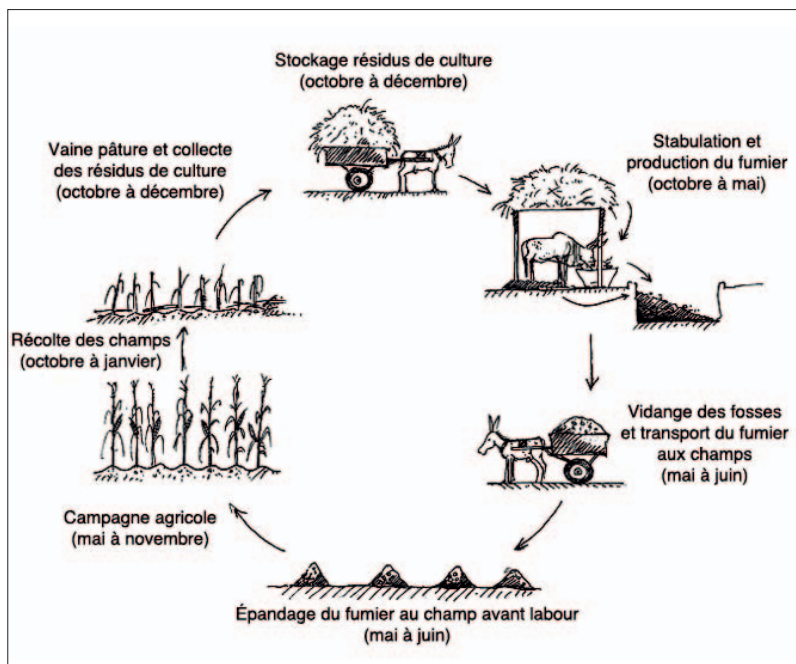 Stockage résidus de culture
(octobre à décembre)
Stabulation et
production du fumier
(octobre à mai)
Vidange des fosses
et transport du fumier
aux champs
(mai à juin)
Épandage du fumier au champ avant labour
(mai à juin)
Campagne agricole
(mai à novembre)
Récolte des champs
(octobre à janvier)
Vaine pâture et collecte
des résidus de culture
(octobre à décembre)